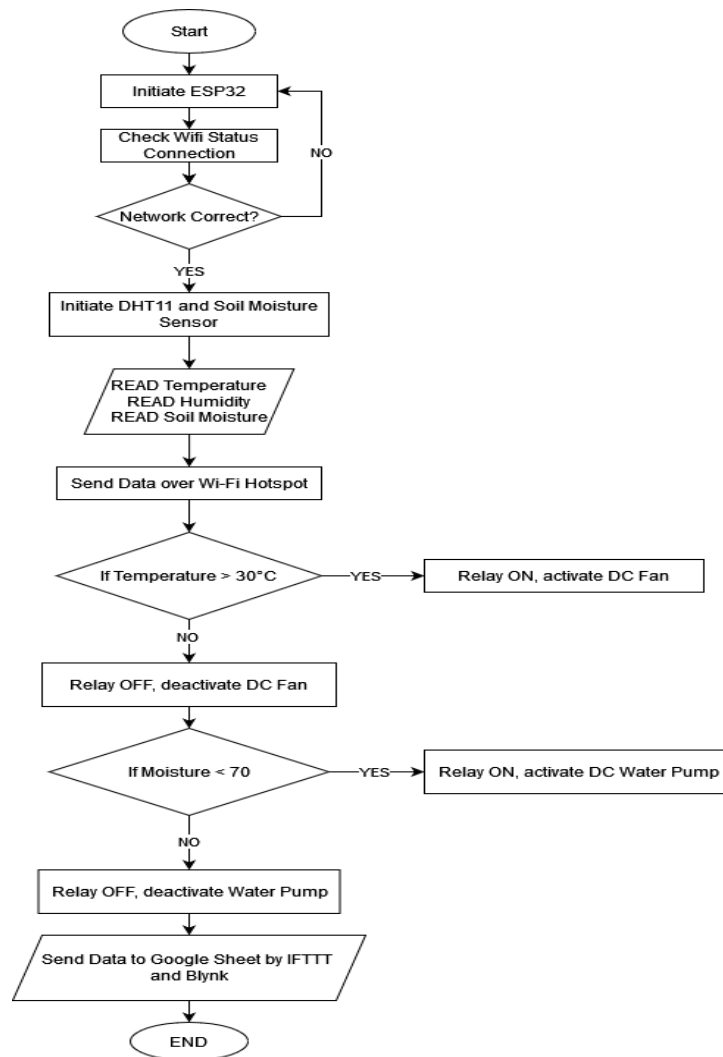 Start
Initiate ESP32
Check Wifi Status
Connection
NO
Network Correct?
YES
Initiate DHT11 and Soil Moisture
Sensor
READ Temperature
READ Humidity
READ Soil Moisture
Send Data over Wi-Fi Hotspot
If Temperature > 30°C
YES
Relay ON, activate DC Fan
NO
Relay OFF, deactivate DC Fan
If Moisture < 70
YES
Relay ON, activate DC Water Pump
NO
Relay OFF, deactivate Water Pump
Send Data to Google Sheet by IFTTT
and Blynk
END